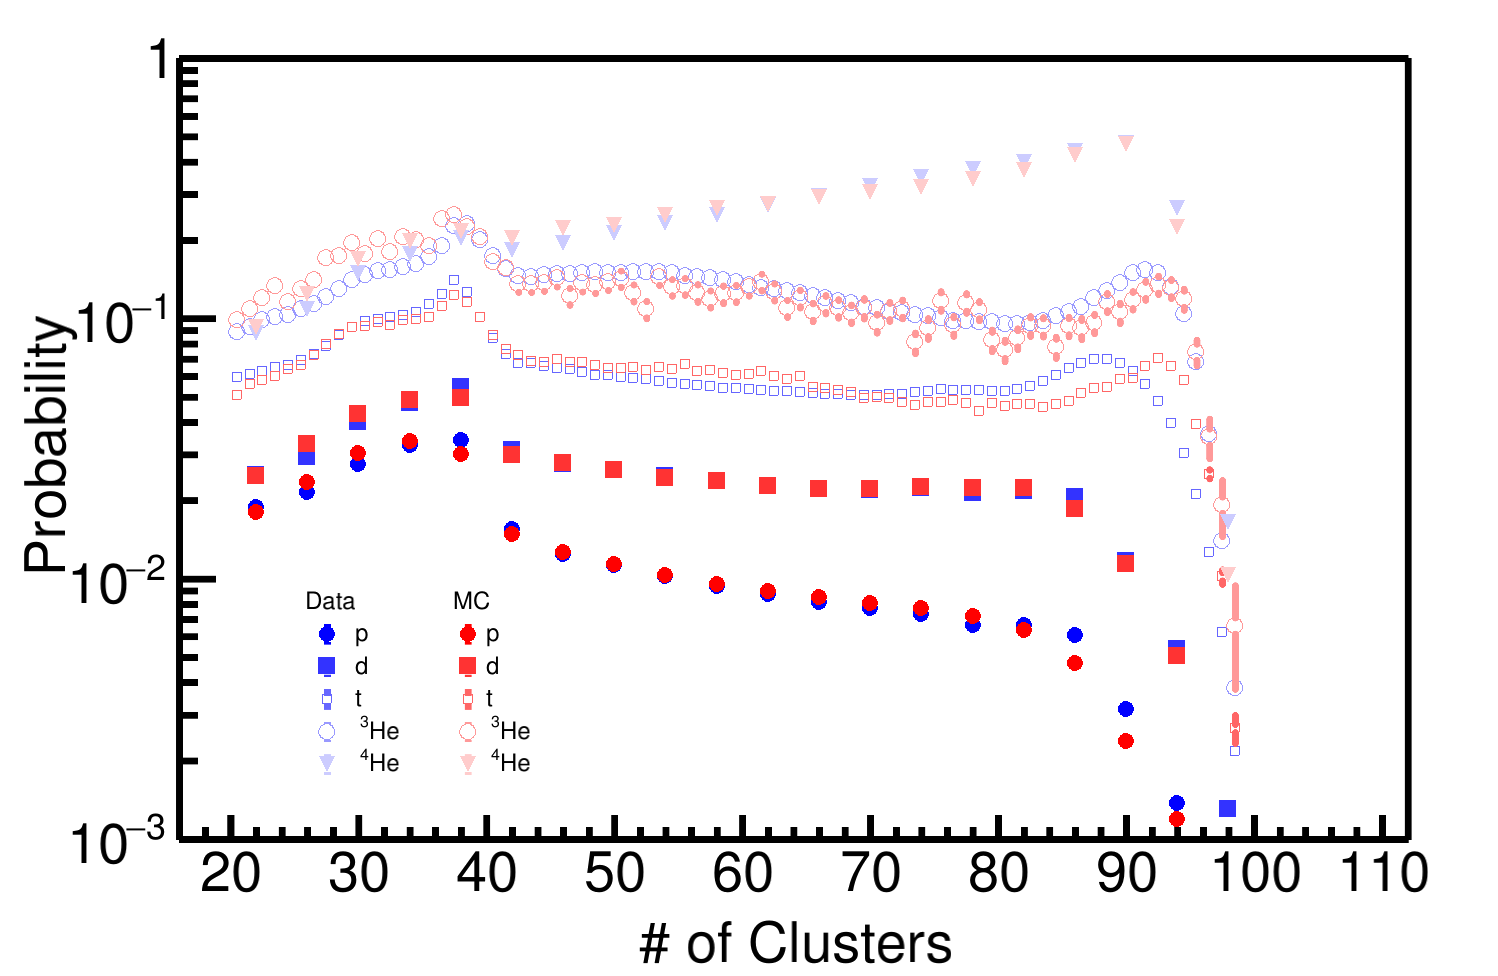 1
10⁻¹
10⁻²
10⁻³
Probability
Data MC
p p
d d
t t
³He ³He
⁴He ⁴He
20 30 40 50 60 70 80 90 100 110
# of Clusters